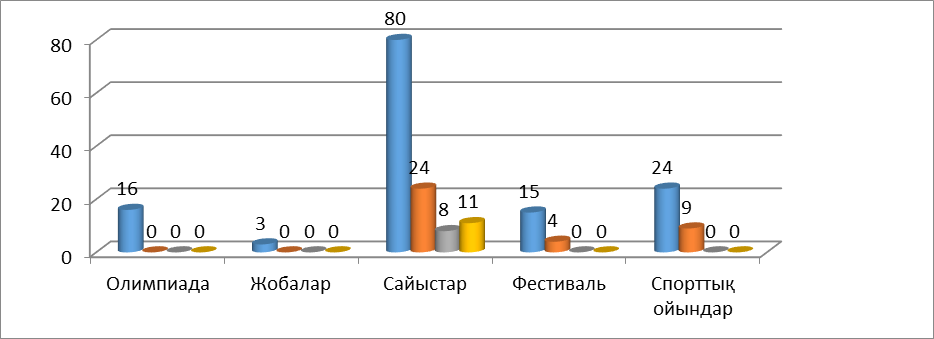 80
80
60
40
24
24
20
16
15
11
9
8
4
3
0 0 0
0 0 0
0 0
0 0
0
Олимпиада
Жобалар
Сайыстар
Фестиваль
Спорттық
ойындар